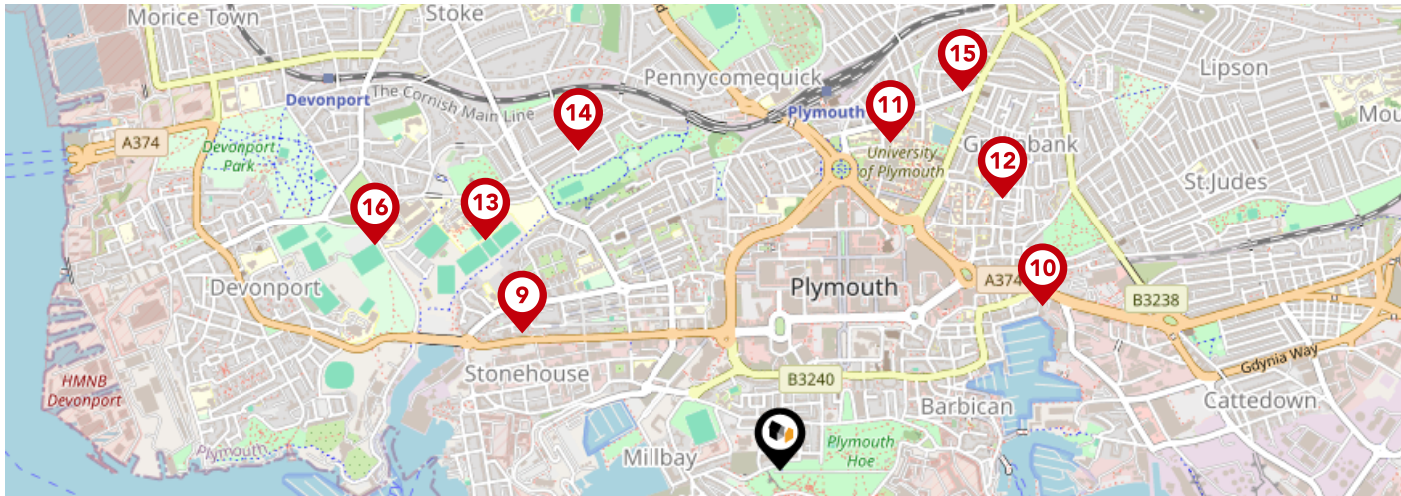 Morice Town
Stoke
15
Lipson
Pennycomequick
Devonport
The Cornish Main Line
14
Plymouth
11
Mou
A374
Devonport
Park
University
of Plymouth
12
St.Judes
16
13
Devonport
9
Plymouth
A374
10
B3238
HMNB
Devonport
Stonehouse
B3240
Gdynia Way
Barbican
Cattedown
Plymouth
Hoe
Plymouth
Millbay